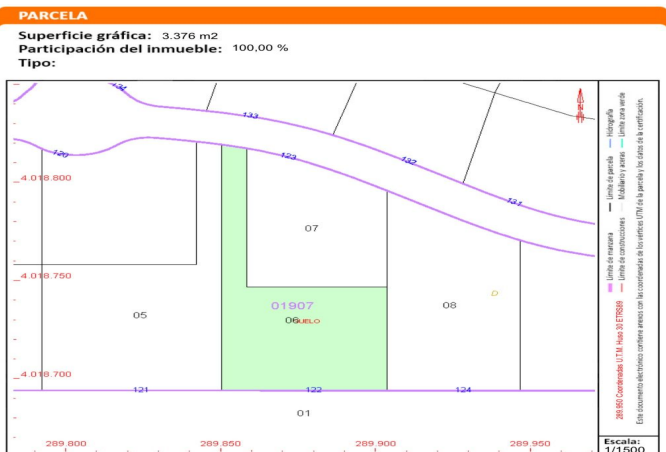 PARCELA
Superficie gráfica: 3.376 m2
Participación del inmueble: 100,00 %
Tipo:
134
133
120
123
132
131
4.018.800
07
4.018.750
01907
05
06
SUELO
08
D
4.018.700
121
122
124
01
289.800
289.850
289.900
289.950
Límite de manzana
Límite de parcela
Hidrografía
Límite de construcciones
Mobiliario y aceras
Límite zona verde
289.950 Coordenadas U.T.M. Huso 30 ETRS89
Este documento electrónico contiene anexos con las coordenadas de los vértices UTM de la parcela y los datos de la certificación.
Escala:
1/1500